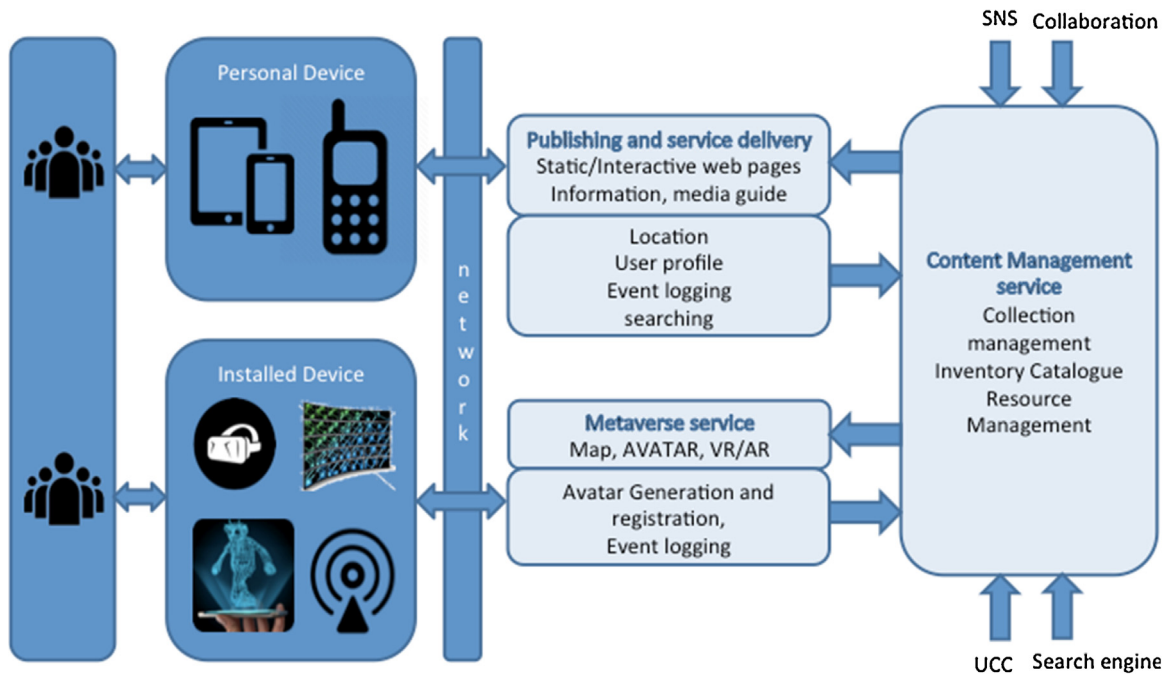 SNS
Collaboration
Personal Device
Publishing and service delivery
Static/Interactive web pages
Information, media guide
Location
User profile
Event logging
searching
network
Content Management
service
Collection
management
Inventory Catalogue
Resource
Management
Installed Device
Metaverse service
Map, AVATAR, VR/AR
Avatar Generation and
registration,
Event logging
UCC
Search engine